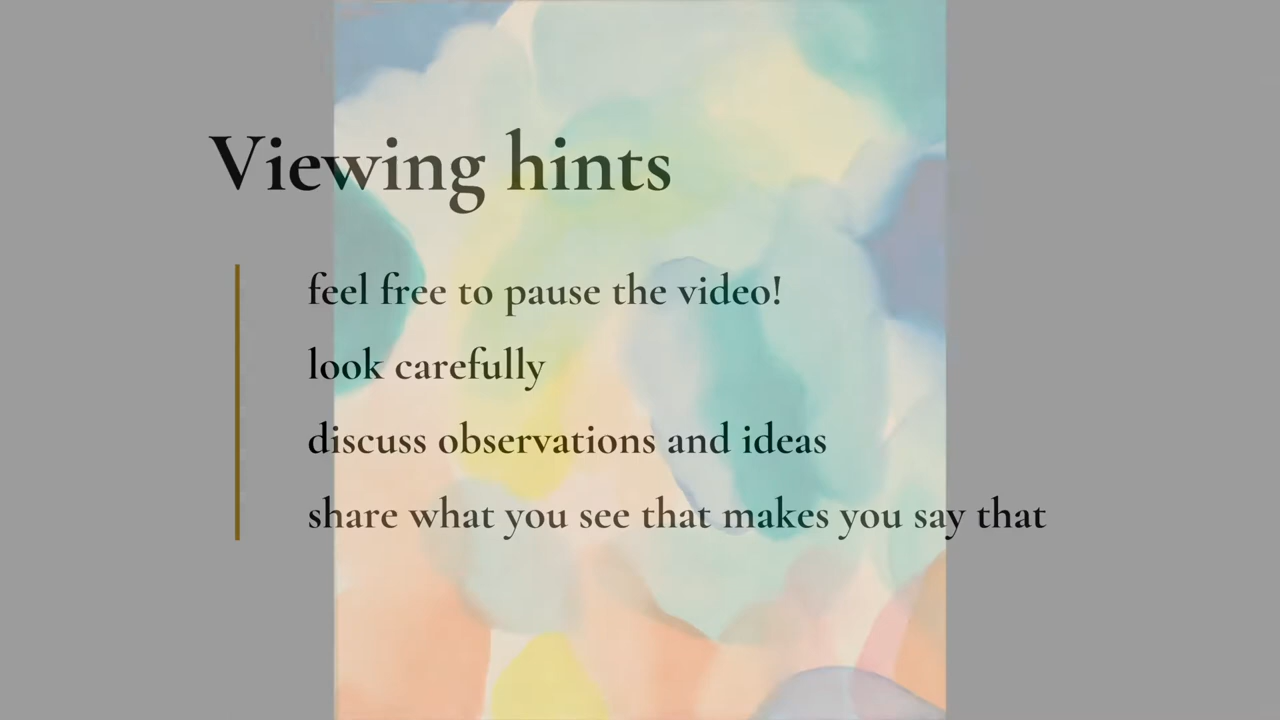 Viewing hints
feel free to pause the video!
look carefully
discuss observations and ideas
share what you see that makes you say that